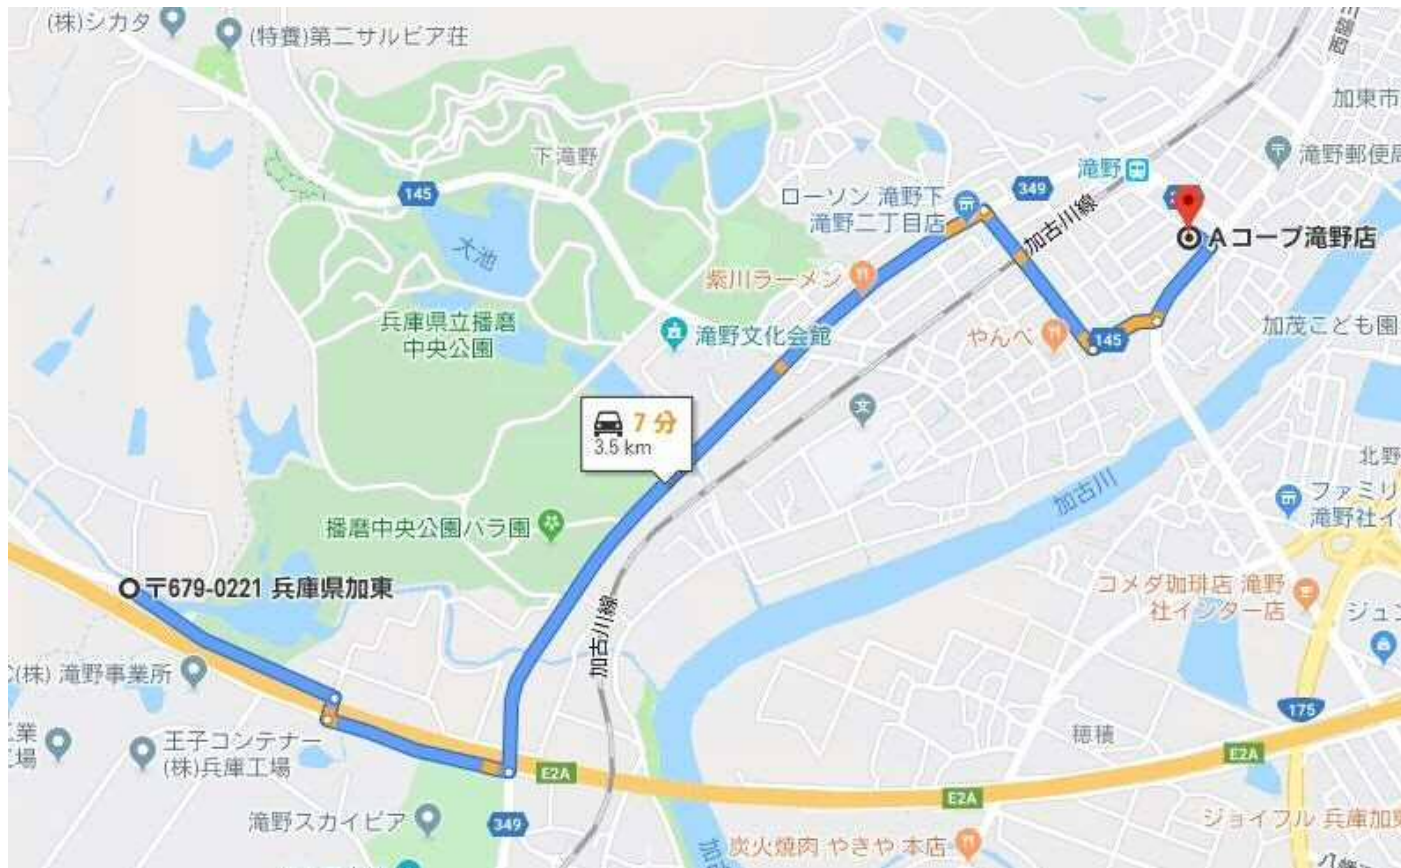 (株)シカタ
(特養)第二サルビア荘
西脇三
加東市
下滝野
滝野
滝野郵便局
145
349
ローソン 滝野下
滝野二丁目店
加古川線
Aコープ滝野店
大池
紫川ラーメン
兵庫県立播磨
中央公園
滝野文化会館
やんべ
145
加茂こども園
7 分
3.5 km
文
加古川
北野
ファミリ
滝野社イ
播磨中央公園バラ園
〒679-0221 兵庫県加東
コメダ珈琲店 滝野
社インター店
ジュン
加古川線
(株) 滝野事業所
175
業
場
王子コンテナー
(株)兵庫工場
穂積
E2A
E2A
E2A
滝野スカイピア
349
ジョイフル 兵庫加東
炭火焼肉 やきや 本店